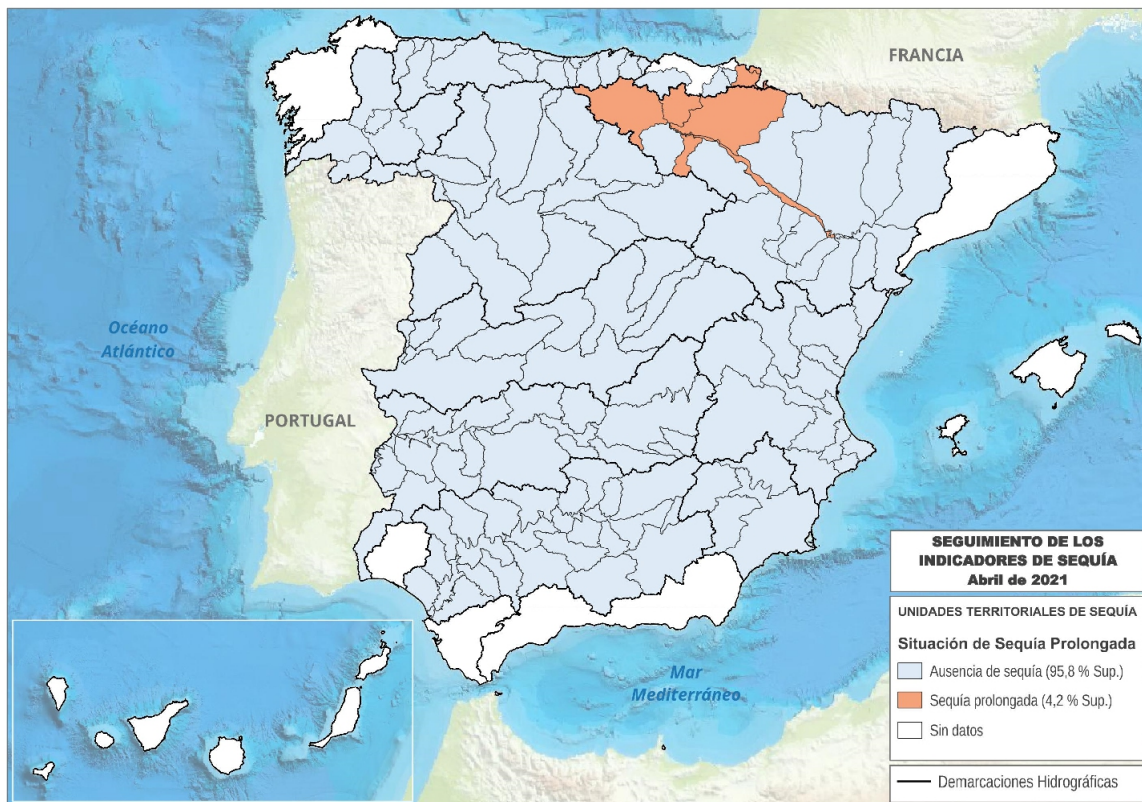 FRANCIA
Océano
Atlántico
PORTUGAL
Mar
Mediterráneo
SEGUIMIENTO DE LOS
INDICADORES DE SEQUÍA
Abril de 2021
UNIDADES TERRITORIALES DE SEQUÍA
Situación de Sequía Prolongada
Ausencia de sequía (95,8 % Sup.)
Sequía prolongada (4,2 % Sup.)
Sin datos
Demarcaciones Hidrográficas